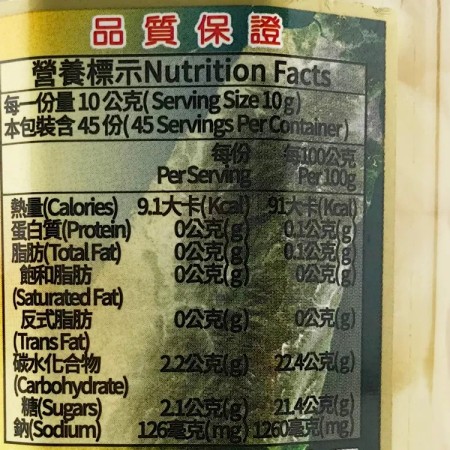 品質保證
營養標示Nutrition Facts
每一份量 10 公克( Serving Size 10g )
本包裝含 45 份( 45 Servings Per Container )
每份 每100公克
Per Serving Per 100g
熱量(Calories) 9.1大卡(Kcal) 91大卡(Kcal)
蛋白質(Protein) 0公克(g) 0.1公克(g)
脂肪(Total Fat) 0公克(g) 0.1公克(g)
飽和脂肪 0公克(g) 0公克(g)
(Saturated Fat)
反式脂肪 0公克(g) 0公克(g)
(Trans Fat)
碳水化合物 2.2公克(g) 22.4公克(g)
(Carbohydrate)
糖(Sugars) 2.1公克(g) 21.4公克(g)
鈉(Sodium) 126毫克(mg) 1260毫克(mg)